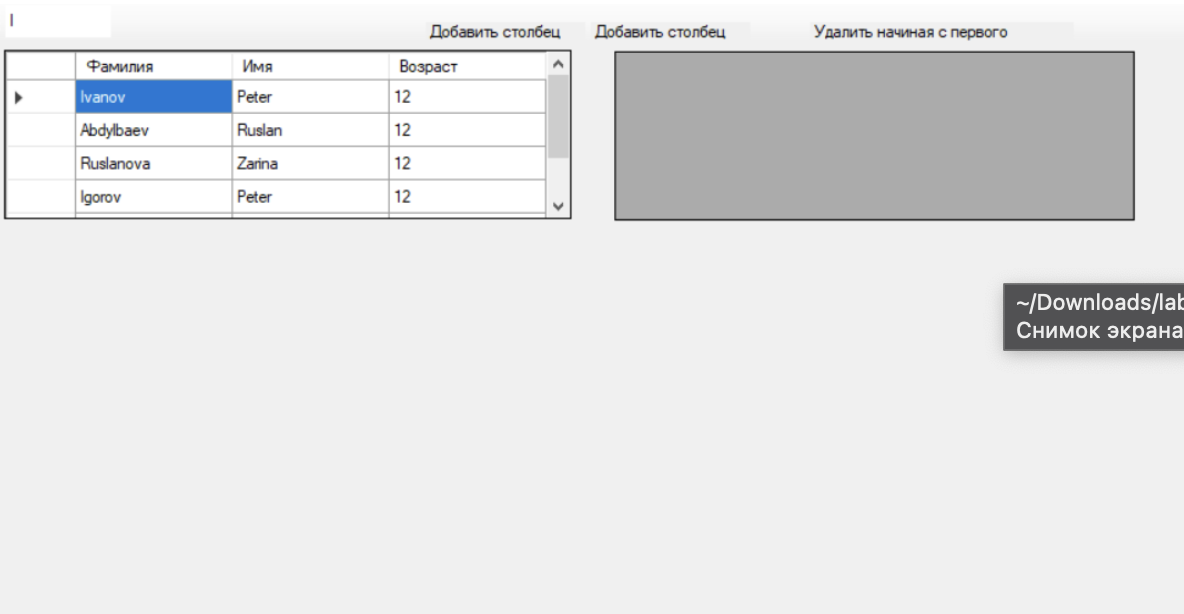 I
Добавить столбец Добавить столбец Удалить начиная с первого
Фамилия Имя Возраст
Ivanov Peter 12
Abdylbaev Ruslan 12
Ruslanova Zarina 12
Igorov Peter 12
~/Downloads/lab
Снимок экрана